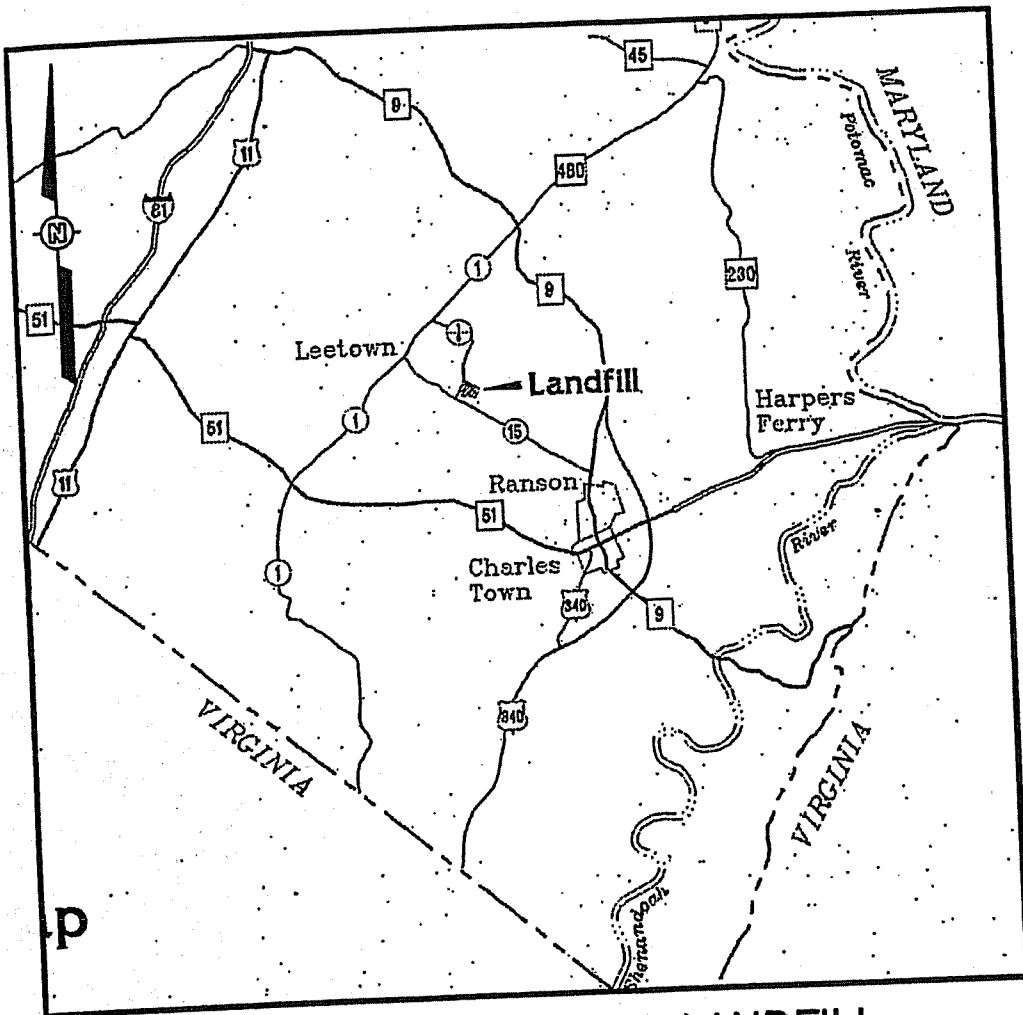 45
9
MARYLAND
Potomac
11
480
81
N
1
River
230
9
51
Leetown
Landfill
Harpers
Ferry
1
51
15
11
Ranson
51
Charles
Town
River
1
340
9
VIRGINIA
340
VIRGINIA
Shenandoah
p